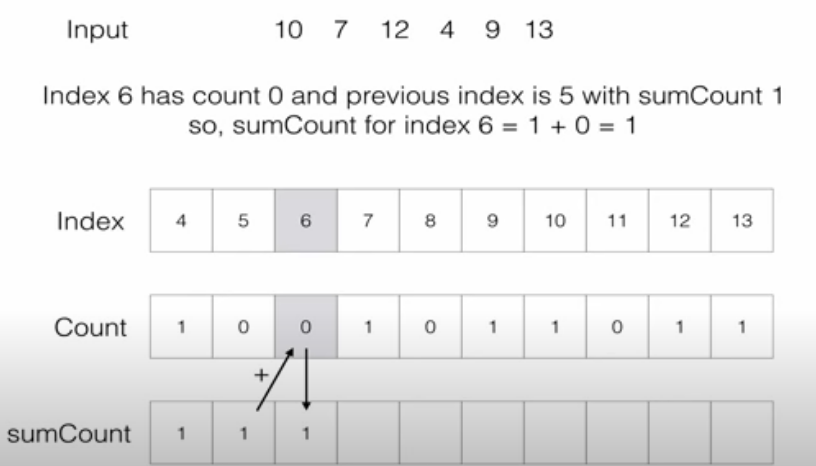 Input 10 7 12 4 9 13
Index 6 has count 0 and previous index is 5 with sumCount 1
so, sumCount for index 6 = 1 + 0 = 1
Index 4 5 6 7 8 9 10 11 12 13
Count 1 0 0 1 0 1 1 0 1 1
+
sumCount 1 1 1